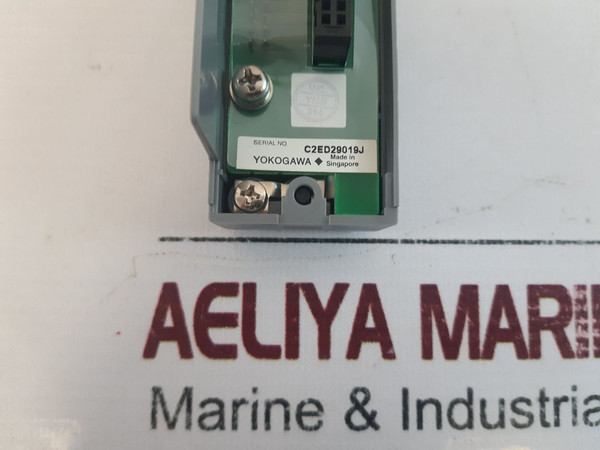 SERIAL NO. C2ED29019J
YOKOGAWA ◆ Made in Singapore
AELIYA MARI
Marine & Industria